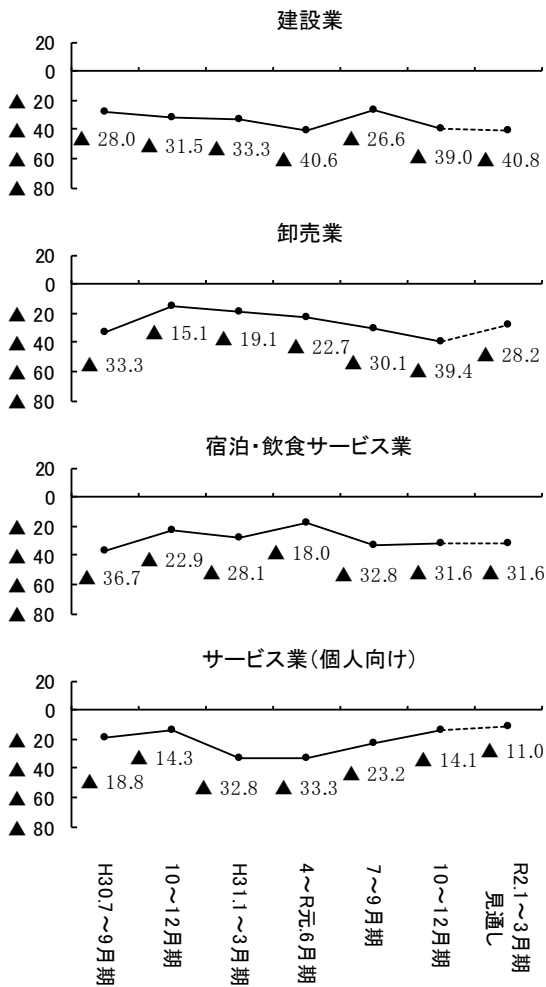 建設業
20
0
▲ 20
▲ 40
▲ 60
▲ 80
▲ 28.0 ▲ 31.5 ▲ 33.3 ▲ 40.6 ▲ 26.6 ▲ 39.0 ▲ 40.8
卸売業
20
0
▲ 20
▲ 40
▲ 60
▲ 80
▲ 33.3 ▲ 15.1 ▲ 19.1 ▲ 22.7 ▲ 30.1 ▲ 39.4 ▲ 28.2
宿泊・飲食サービス業
20
0
▲ 20
▲ 40
▲ 60
▲ 80
▲ 36.7 ▲ 22.9 ▲ 28.1 ▲ 18.0 ▲ 32.8 ▲ 31.6 ▲ 31.6
サービス業(個人向け)
20
0
▲ 20
▲ 40
▲ 60
▲ 80
▲ 18.8 ▲ 14.3 ▲ 32.8 ▲ 33.3 ▲ 23.2 ▲ 14.1 ▲ 11.0
H30.7～9月期
10～12月期
H31.1～3月期
4～R元.6月期
7～9月期
10～12月期
R2.1～3月期
見通し